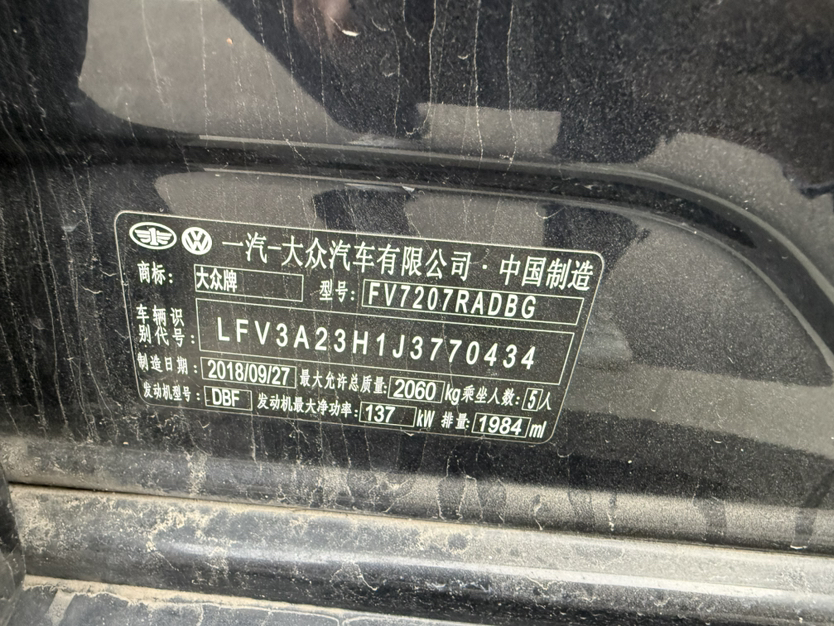 一汽-大众汽车有限公司·中国制造
商标: 大众牌 型号: FV7207RADBG
车辆识别代号: LFV3A23H1J3770434
制造日期: 2018/09/27 最大允许总质量: 2060 kg 乘坐人数: 5 人
发动机型号: DBF 发动机最大净功率: 137 kW 排量: 1984 ml